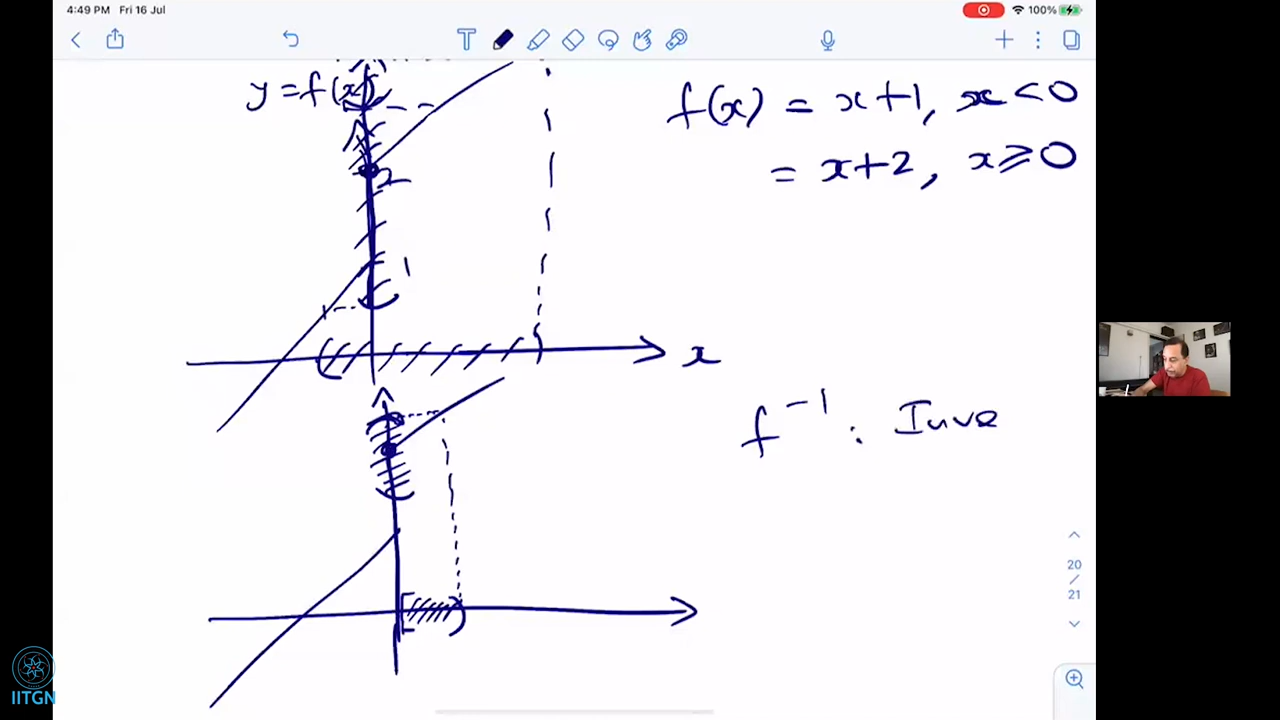 4:49 PM Fri 16 Jul
100%
T
y = f(x)
f(x) = x+1, x < 0
= x+2, x ⩾ 0
2
1
x
f⁻¹ : Inve
20
/
21
IITGN